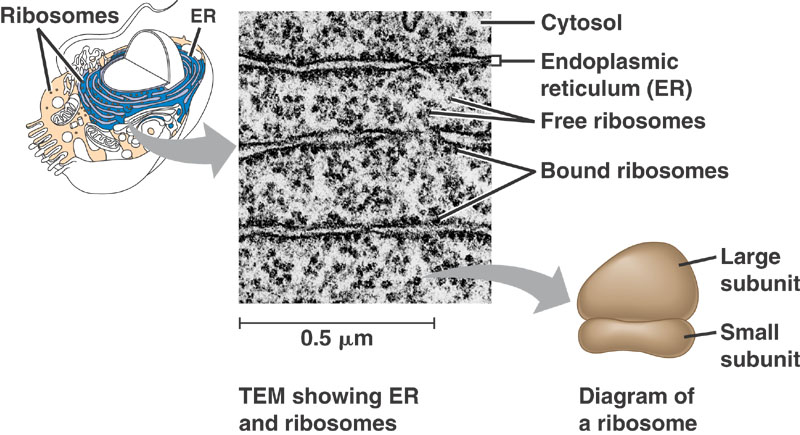 Ribosomes
ER
Cytosol
Endoplasmic
reticulum (ER)
Free ribosomes
Bound ribosomes
Large
subunit
Small
subunit
0.5 μm
TEM showing ER
and ribosomes
Diagram of
a ribosome